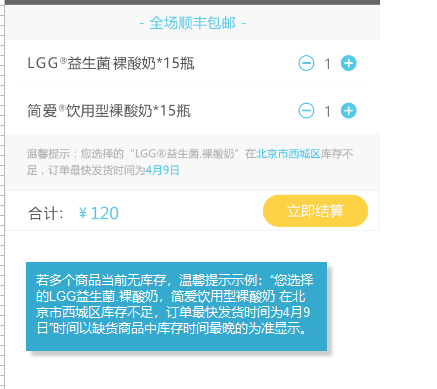 - 全场顺丰包邮 -
LGG®益生菌.裸酸奶*15瓶 1
简爱®饮用型裸酸奶*15瓶 1
温馨提示：您选择的“LGG®益生菌.裸酸奶”在北京市西城区库存不
足，订单最快发货时间为4月9日
合计： ￥120 立即结算
若多个商品当前无库存，温馨提示示例：“您选择
的LGG益生菌.裸酸奶，简爱饮用型裸酸奶 在北
京市西城区库存不足，订单最快发货时间为4月9
日”时间以缺货商品中库存时间最晚的为准显示。